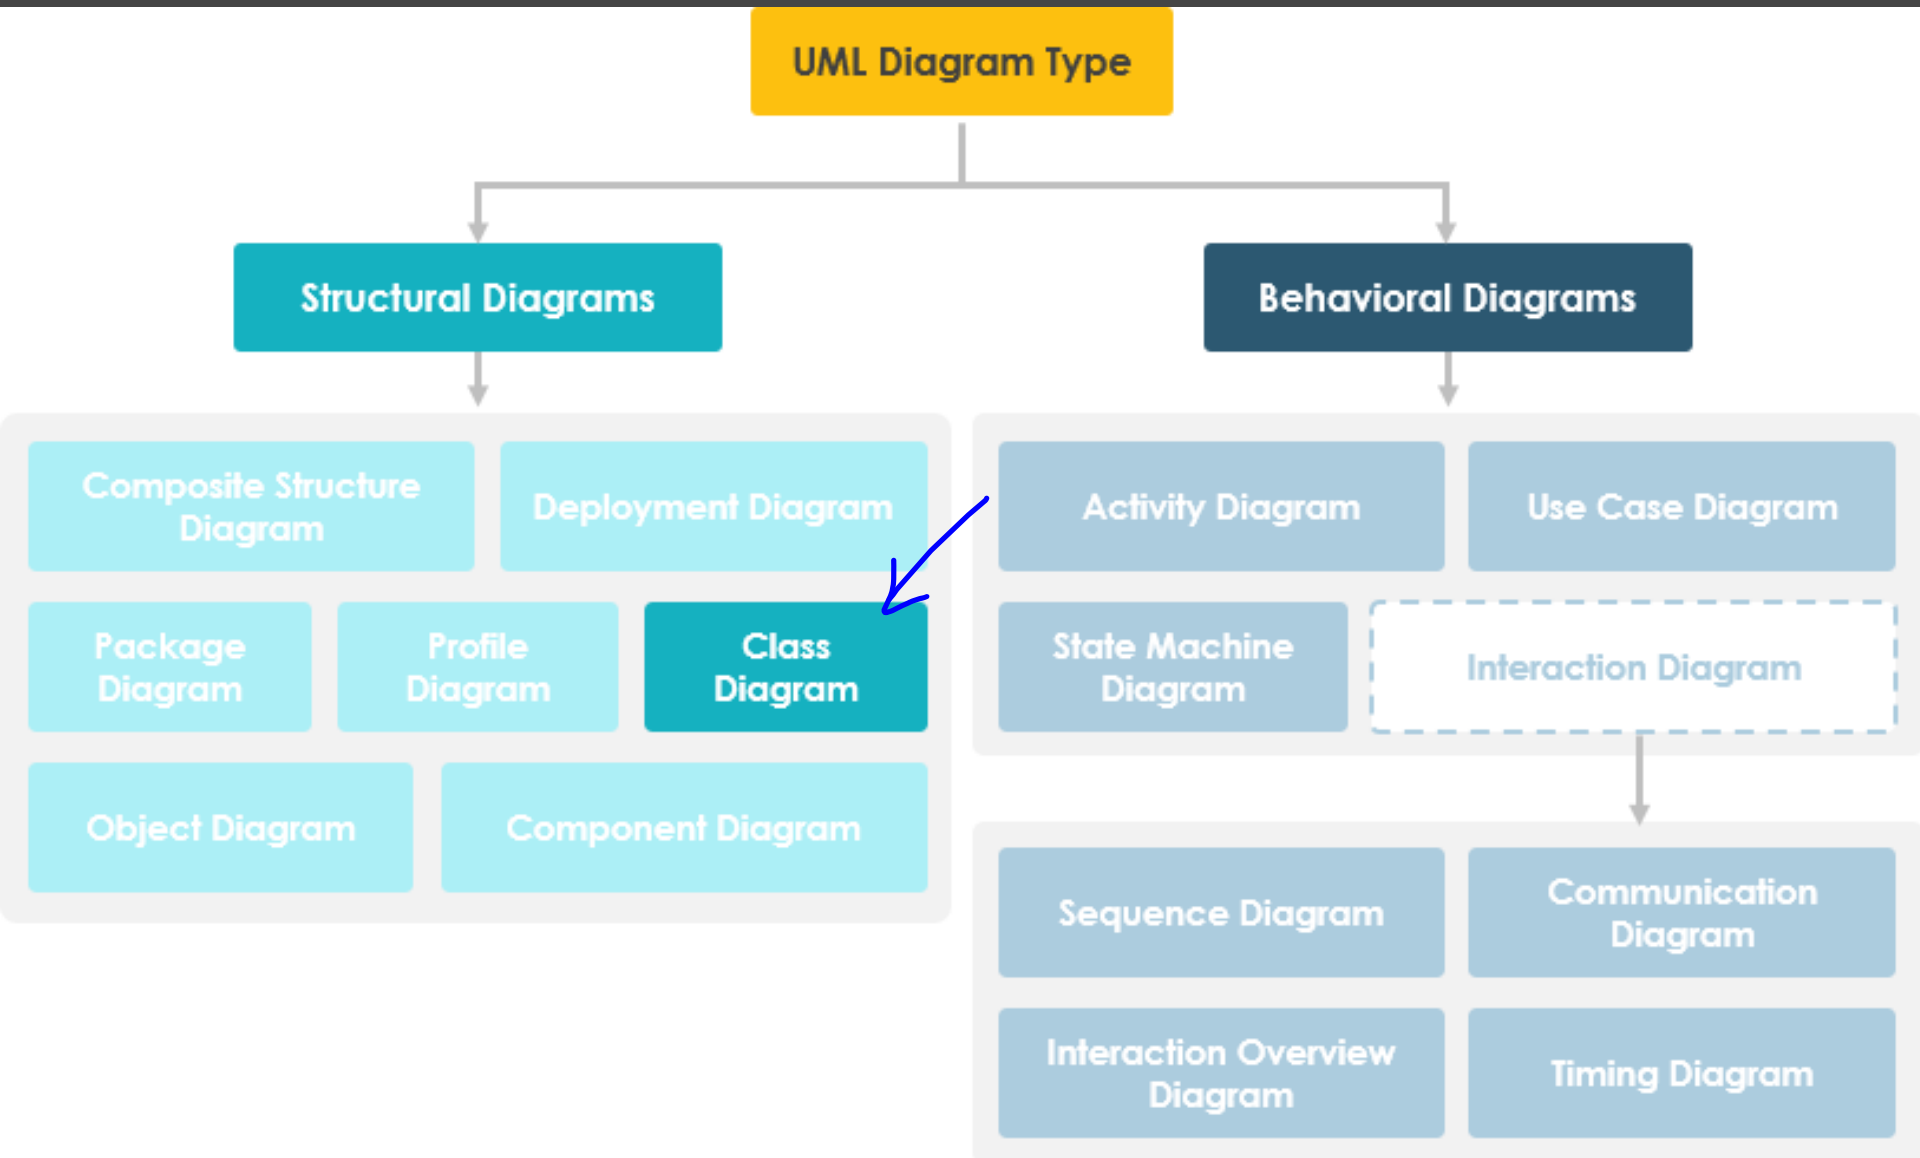 UML Diagram Type
Structural Diagrams
Behavioral Diagrams
Composite Structure
Diagram
Deployment Diagram
Package
Diagram
Profile
Diagram
Class
Diagram
Object Diagram
Component Diagram
Activity Diagram
Use Case Diagram
State Machine
Diagram
Interaction Diagram
Sequence Diagram
Communication
Diagram
Interaction Overview
Diagram
Timing Diagram